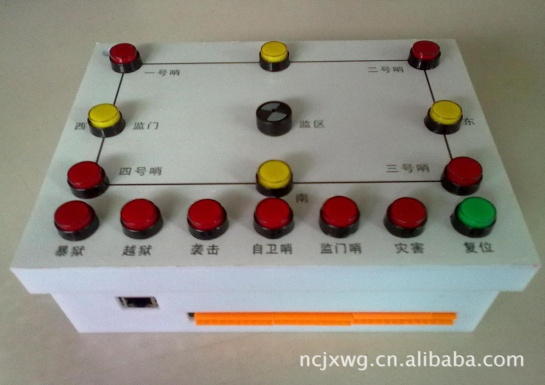 一号哨
二号哨
西
监门
监区
东
四号哨
三号哨
南
暴狱
越狱
袭击
自卫哨
监门哨
灾害
复位
ncjxwg.cn.alibaba.com